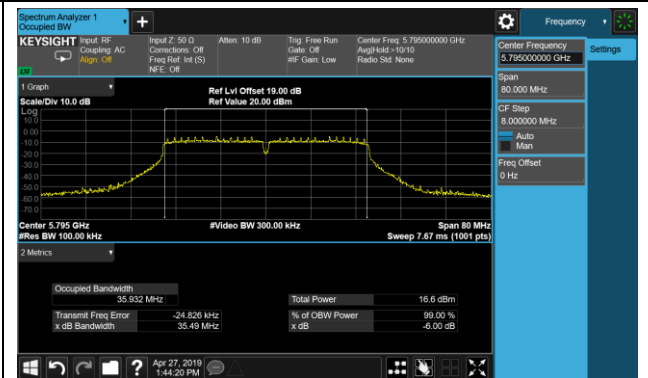 Spectrum Analyzer 1
Occupied BW
Frequency
KEYSIGHT
Input: RF
Coupling: AC
Align: Off
Input Z: 50 Ω
Corrections: Off
Freq Ref: Int (S)
NFE: Off
Atten: 10 dB
Trig: Free Run
Gate: Off
#IF Gain: Low
Center Freq: 5.795000000 GHz
Avg|Hold:>10/10
Radio Std: None
Center Frequency
5.795000000 GHz
Settings
Span
80.000 MHz
CF Step
8.000000 MHz
Auto
Man
Freq Offset
0 Hz
1 Graph
Scale/Div 10.0 dB
Ref Lvl Offset 19.00 dB
Ref Value 20.00 dBm
Log
10.0
0.00
-10.0
-20.0
-30.0
-40.0
-50.0
-60.0
-70.0
Center 5.795 GHz
#Video BW 300.00 kHz
Span 80 MHz
#Res BW 100.00 kHz
Sweep 7.67 ms (1001 pts)
2 Metrics
Occupied Bandwidth
35.932 MHz
Total Power 16.6 dBm
Transmit Freq Error -24.826 kHz
% of OBW Power 99.00 %
x dB Bandwidth 35.49 MHz
x dB -6.00 dB
?
Apr 27, 2019
1:44:20 PM